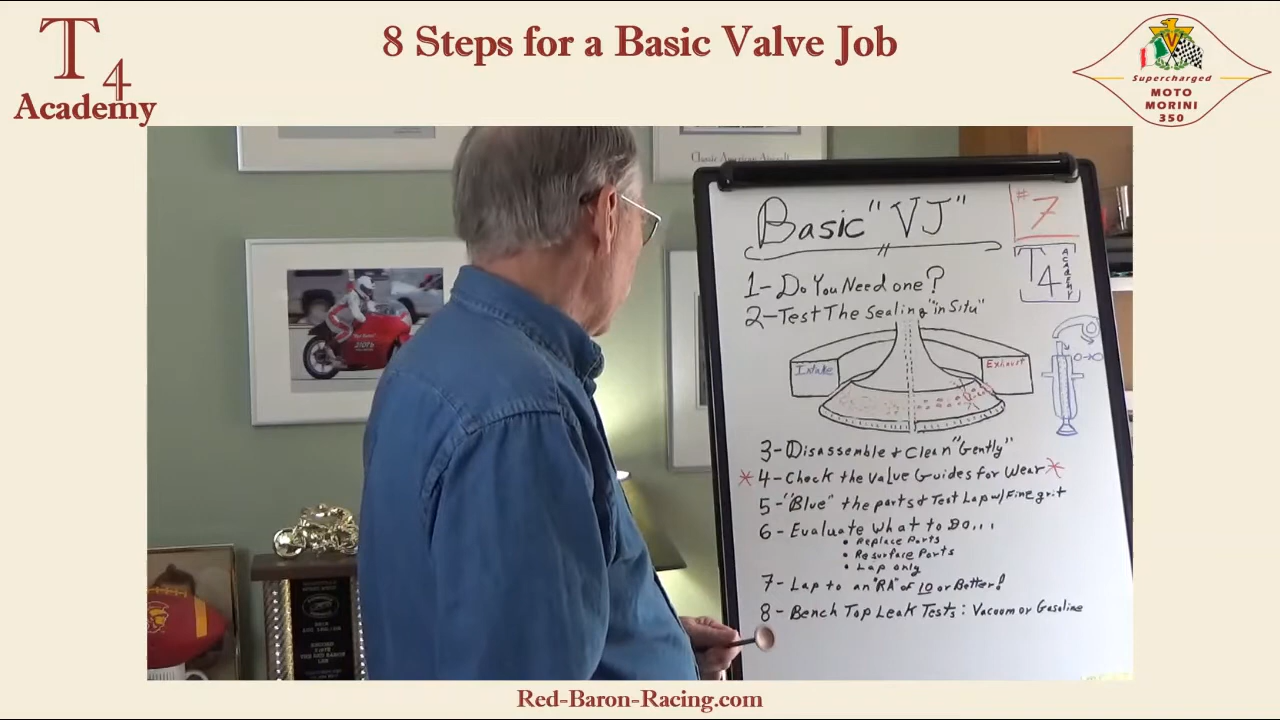 T4
Academy
8 Steps for a Basic Valve Job
Supercharged
MOTO
MORINI
350
Classic American Aircraft
Basic "VJ"
#7
T4
ACADEMY
1- Do You Need one?
2- Test The Sealing "in Situ"
Intake
Exhaust
3- Disassemble & Clean "Gently"
* 4- Check the Valve Guides for Wear *
5- "Blue" the parts & Test Lap w/Fine grit
6- Evaluate What to Do...
• Replace Parts
• Resurface Parts
• Lap only
7- Lap to an "RA" of 10 or Better!
8- Bench Top Leak Tests: Vacuum or Gasoline
Red-Baron-Racing.com